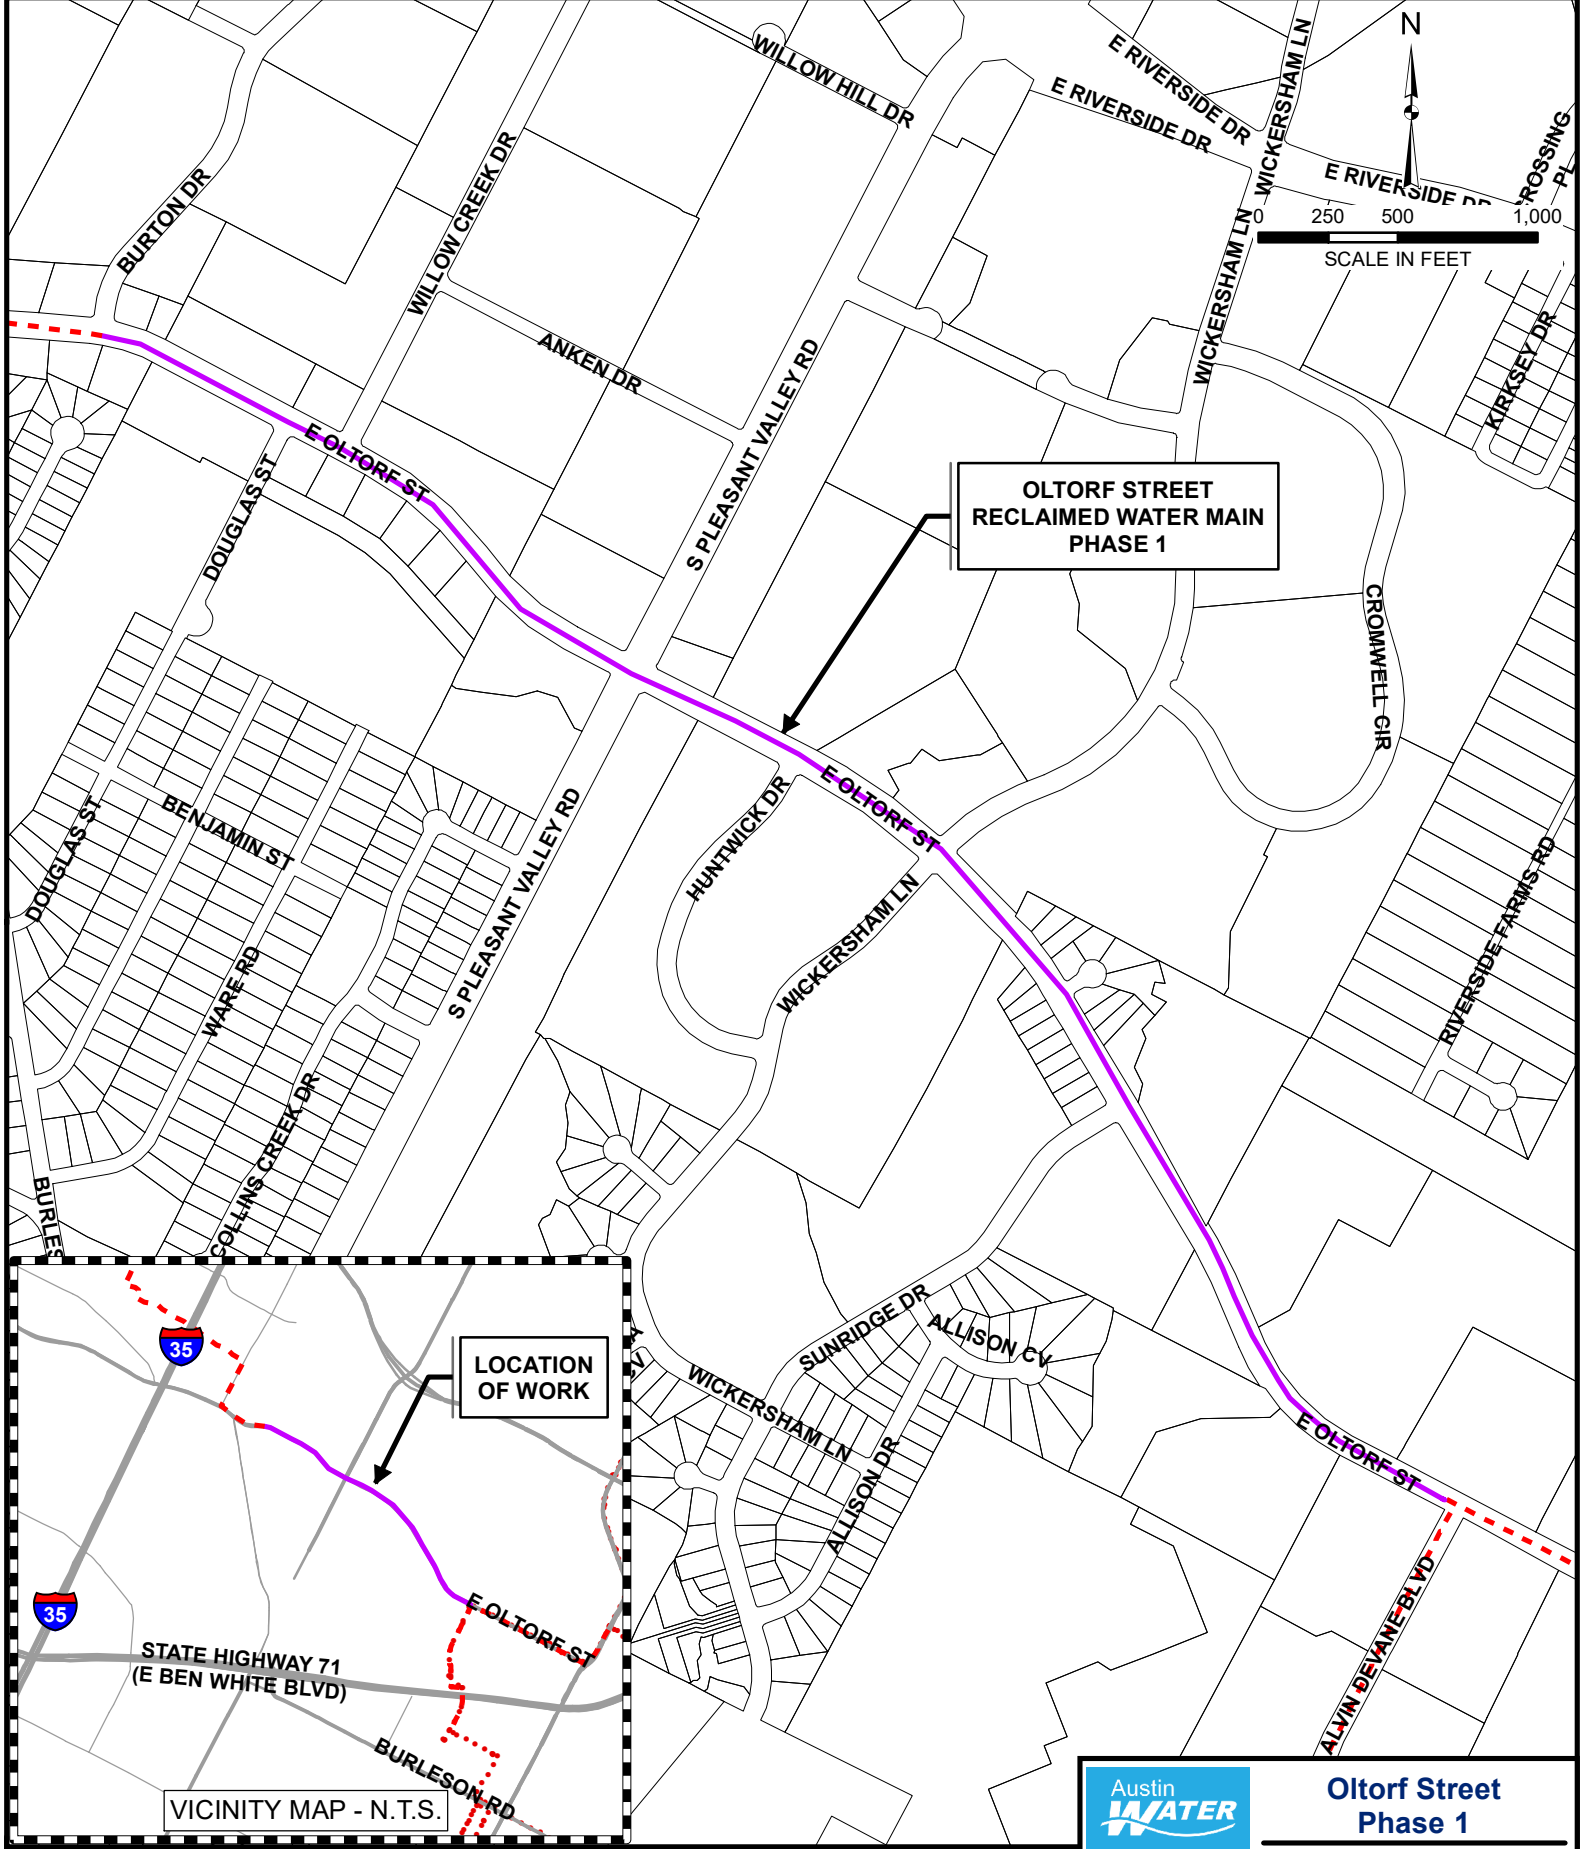 WILLOW HILL DR
E RIVERSIDE DR
E RIVERSIDE DR
WICKERSHAM LN
N
CROSSING
PL
E RIVERSIDE DR
0 250 500 1,000
SCALE IN FEET
BURTON DR
WILLOW CREEK DR
WICKERSHAM LN
ANKEN DR
KIRKSEY DR
S PLEASANT VALLEY RD
E OLTORF ST
DOUGLAS ST
OLTORF STREET
RECLAIMED WATER MAIN
PHASE 1
CROMWELL CIR
HUNTWICK DR
E OLTORF ST
BENJAMIN ST
DOUGLAS ST
S PLEASANT VALLEY RD
WICKERSHAM LN
RIVERSIDE FARMS RD
WARE RD
COLLINS CREEK DR
BURLES
SUNRIDGE DR
ALLISON CV
CV
WICKERSHAM LN
ALLISON DR
E OLTORF ST
ALVIN DEVANE BLVD
35
LOCATION
OF WORK
35
E OLTORF ST
STATE HIGHWAY 71
(E BEN WHITE BLVD)
BURLESON RD
VICINITY MAP - N.T.S.
Austin
WATER
Oltorf Street
Phase 1